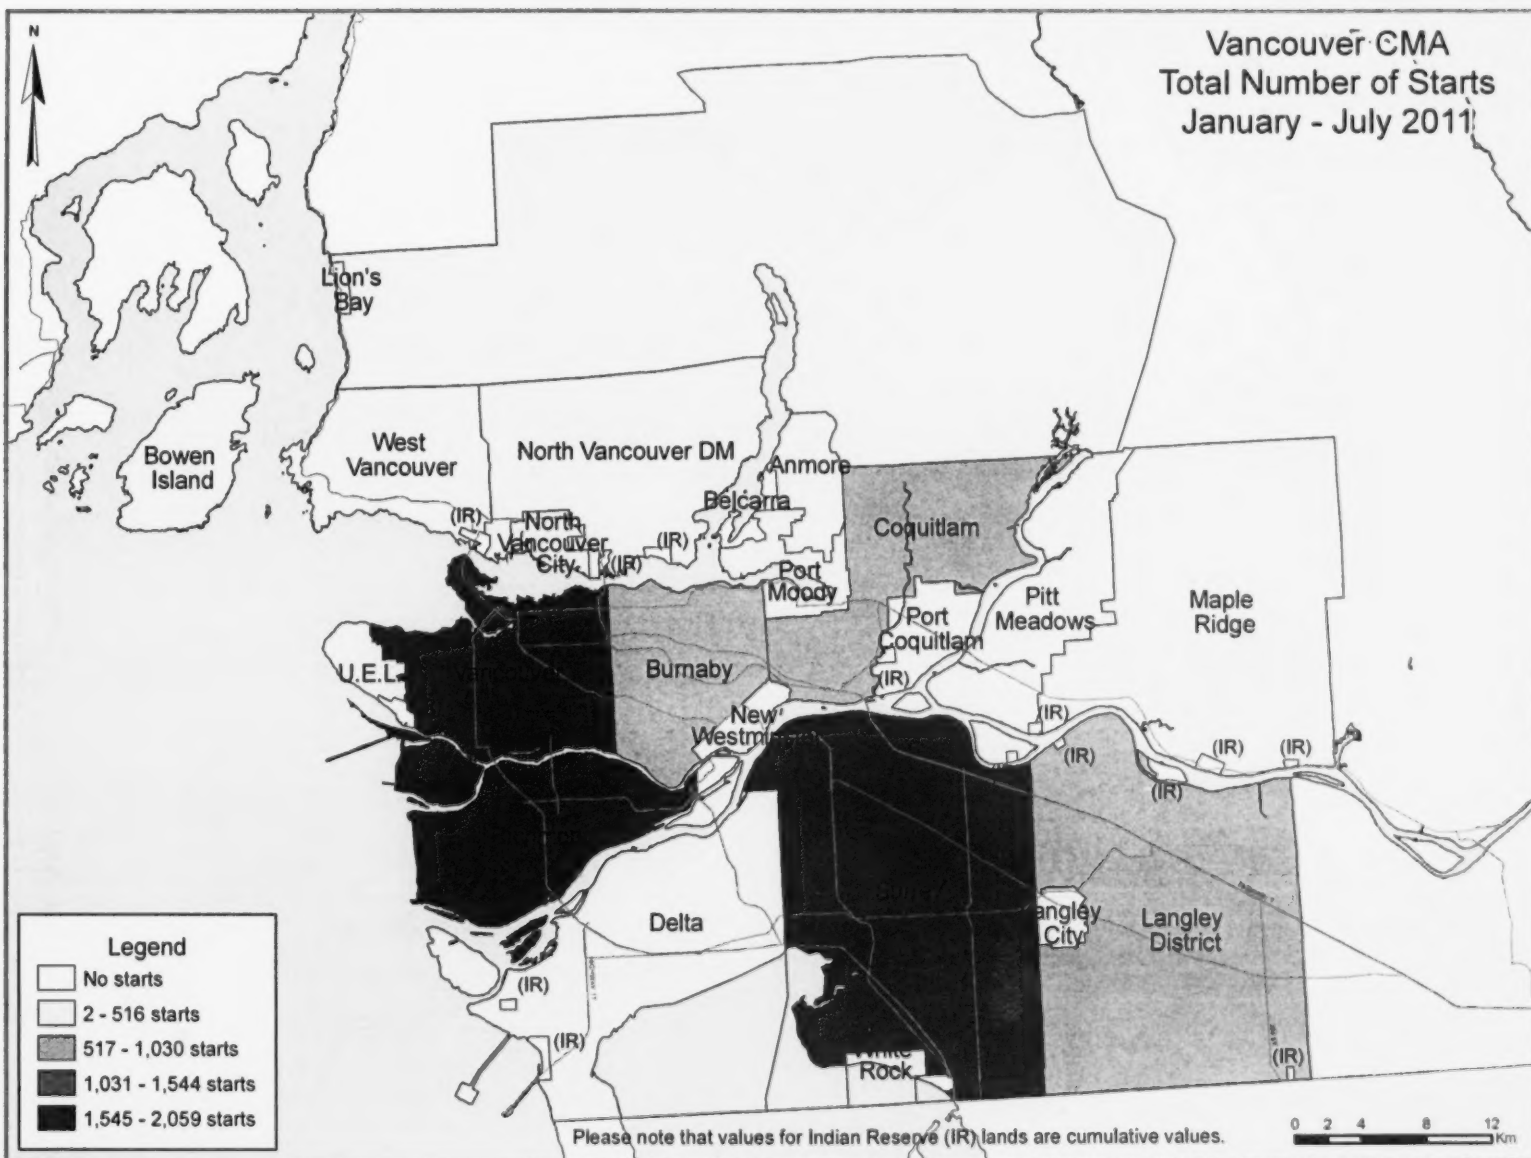 N
Vancouver CMA
Total Number of Starts
January - July 2011
Lion's
Bay
Bowen
Island
West
Vancouver
North Vancouver DM
Anmore
Belcarra
(IR)
North
Vancouver
City
(IR)
(IR)
Port
Moody
Coquitlam
Port
Coquitlam
Pitt
Meadows
Maple
Ridge
U.E.L.
Vancouver
Burnaby
New
Westminster
(IR)
(IR)
(IR)
(IR)
(IR)
(IR)
Richmond
Surrey
Delta
Langley
City
Langley
District
(IR)
(IR)
(IR)
White
Rock
Legend
No starts
2 - 516 starts
517 - 1,030 starts
1,031 - 1,544 starts
1,545 - 2,059 starts
Please note that values for Indian Reserve (IR) lands are cumulative values.
0 2 4 8 12
Km